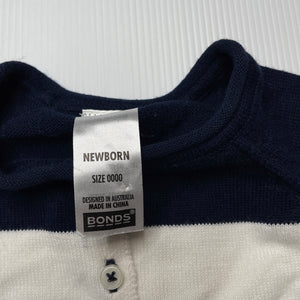 NEWBORN
SIZE 0000
DESIGNED IN AUSTRALIA
MADE IN CHINA
BONDS